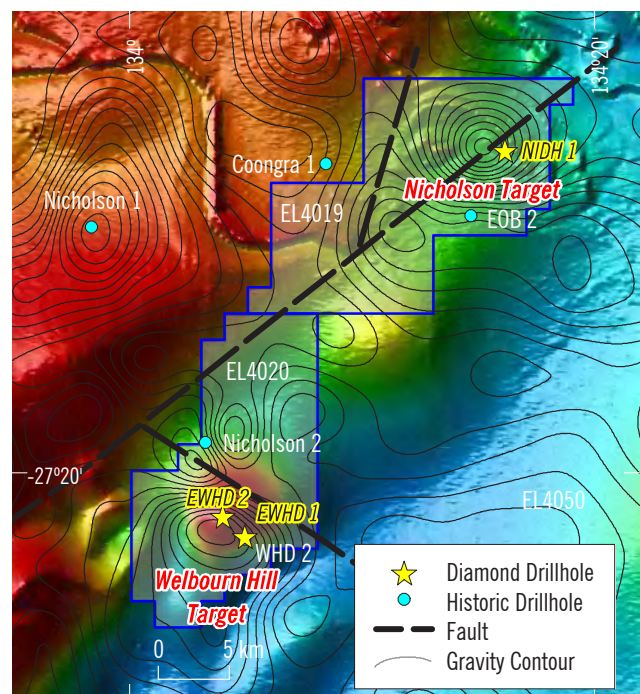 134º
134º20'
NIDH 1
Coongra 1
Nicholson Target
Nicholson 1
EL4019
EOB 2
EL4020
Nicholson 2
-27º20'
EWHD 2
EL4050
EWHD 1
WHD 2
Welbourn Hill
Target
0 5 km
Diamond Drillhole
Historic Drillhole
Fault
Gravity Contour